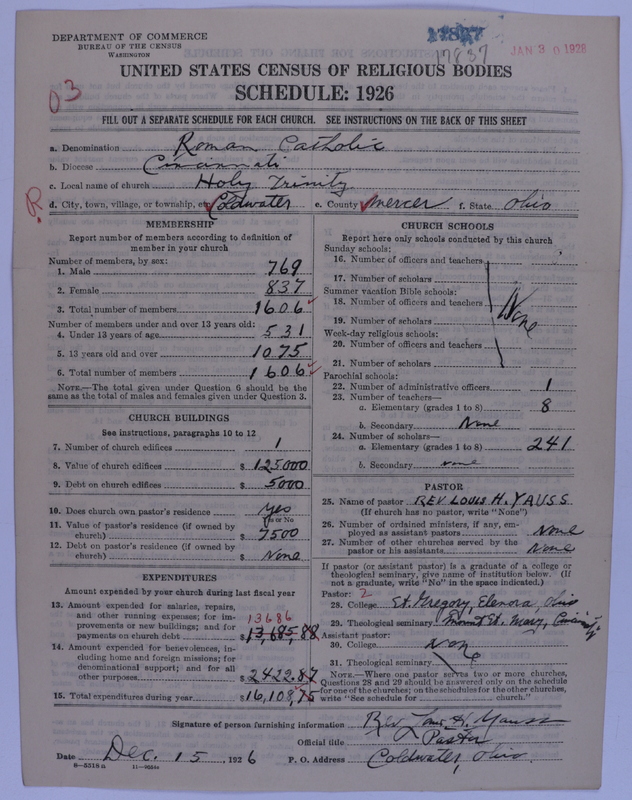 DEPARTMENT OF COMMERCE
BUREAU OF THE CENSUS
WASHINGTON
17837
17837
JAN 30 1928
UNITED STATES CENSUS OF RELIGIOUS BODIES
SCHEDULE: 1926
03
FILL OUT A SEPARATE SCHEDULE FOR EACH CHURCH. SEE INSTRUCTIONS ON THE BACK OF THIS SHEET
a. Denomination Roman Catholic
b. Diocese Cincinnati
c. Local name of church Holy Trinity
R
d. City, town, village, or township, etc. Coldwater e. County Mercer f. State Ohio
MEMBERSHIP
Report number of members according to definition of
member in your church
Number of members, by sex:
1. Male 769
2. Female 837
3. Total number of members 1606
Number of members under and over 13 years old:
4. Under 13 years of age 531
5. 13 years old and over 1075
6. Total number of members 1606
NOTE.—The total given under Question 6 should be
same as the total of males and females given under Question 3.
CHURCH BUILDINGS
See instructions, paragraphs 10 to 12
7. Number of church edifices 1
8. Value of church edifices $ 125000
9. Debt on church edifices $ 5000
10. Does church own pastor's residence yes
Yes or No
11. Value of pastor's residence (if owned by
church) $ 7500
12. Debt on pastor's residence (if owned by
church) $ None
EXPENDITURES
Amount expended by your church during last fiscal year
13. Amount expended for salaries, repairs,
and other running expenses; for im-
provements or new buildings; and for
13686
payments on church debt $ 13,685,88
14. Amount expended for benevolences, in-
cluding home and foreign missions; for
denominational support; and for all
other purposes $ 2422.87
15. Total expenditures during year $ 16,108,75
CHURCH SCHOOLS
Report here only schools conducted by this church
Sunday schools:
16. Number of officers and teachers
17. Number of scholars
Summer vacation Bible schools:
18. Number of officers and teachers
None
19. Number of scholars
Week-day religious schools:
20. Number of officers and teachers
21. Number of scholars
Parochial schools:
22. Number of administrative officers 1
23. Number of teachers—
a. Elementary (grades 1 to 8) 8
b. Secondary None
24. Number of scholars—
a. Elementary (grades 1 to 8) 241
b. Secondary none
PASTOR
25. Name of pastor REV. LOUIS H. YAUSS
(If church has no pastor, write "None")
26. Number of ordained ministers, if any, em-
ployed as assistant pastors None
27. Number of other churches served by the
pastor or his assistants None
If pastor (or assistant pastor) is a graduate of a college or
theological seminary, give name of institution below. (If
not a graduate, write "No" in the space indicated.)
Pastor: 2
28. College St. Gregory, Elenora, Ohio
29. Theological seminary Mount St. Mary, Cincinnati
Assistant pastor:
30. College None
31. Theological seminary
NOTE.—Where one pastor serves two or more churches,
Questions 28 and 29 should be answered only on the schedule
for one of the churches; on the schedules for the other churches,
write "See schedule for church."
Signature of person furnishing information Rev. Louis H. Yauss
Official title Pastor
Date Dec. 15, 1926 P. O. Address Coldwater, Ohio.
8—5518a